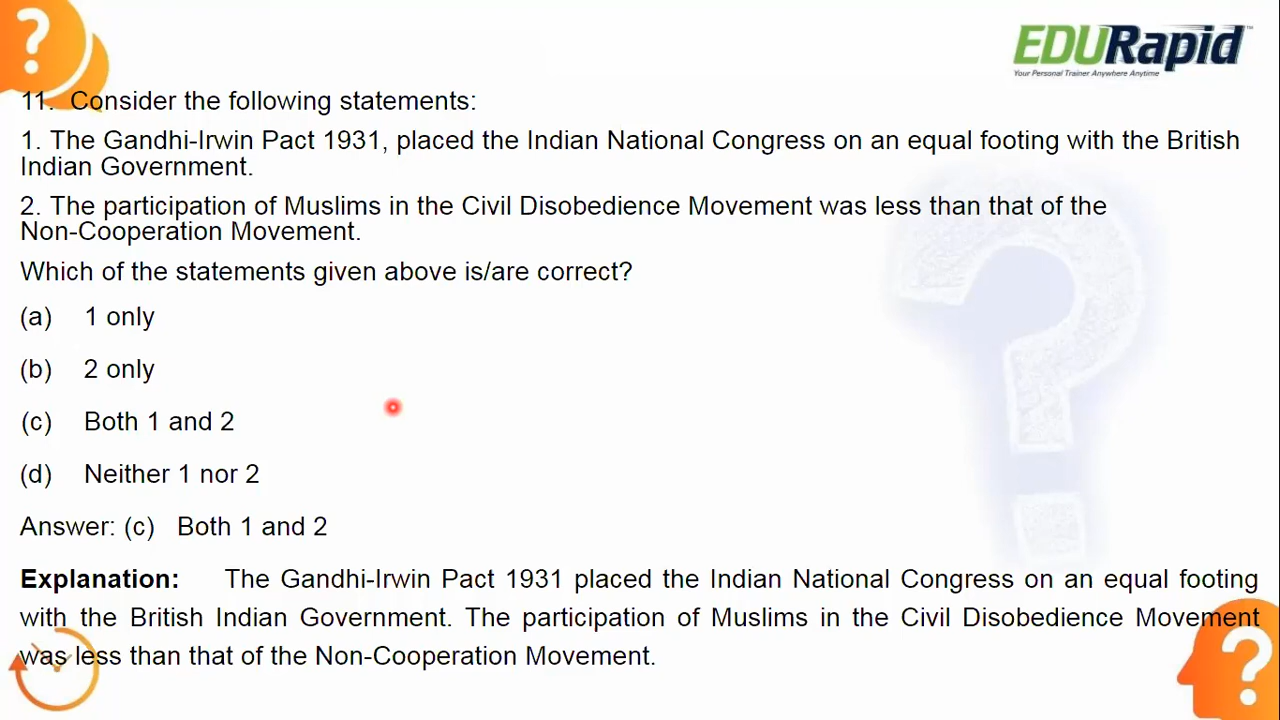 EDURapid™
Your Personal Trainer Anywhere Anytime
11. Consider the following statements:
1. The Gandhi-Irwin Pact 1931, placed the Indian National Congress on an equal footing with the British
Indian Government.
2. The participation of Muslims in the Civil Disobedience Movement was less than that of the
Non-Cooperation Movement.
Which of the statements given above is/are correct?
(a) 1 only
(b) 2 only
(c) Both 1 and 2
(d) Neither 1 nor 2
Answer: (c) Both 1 and 2
Explanation: The Gandhi-Irwin Pact 1931 placed the Indian National Congress on an equal footing
with the British Indian Government. The participation of Muslims in the Civil Disobedience Movement
was less than that of the Non-Cooperation Movement.